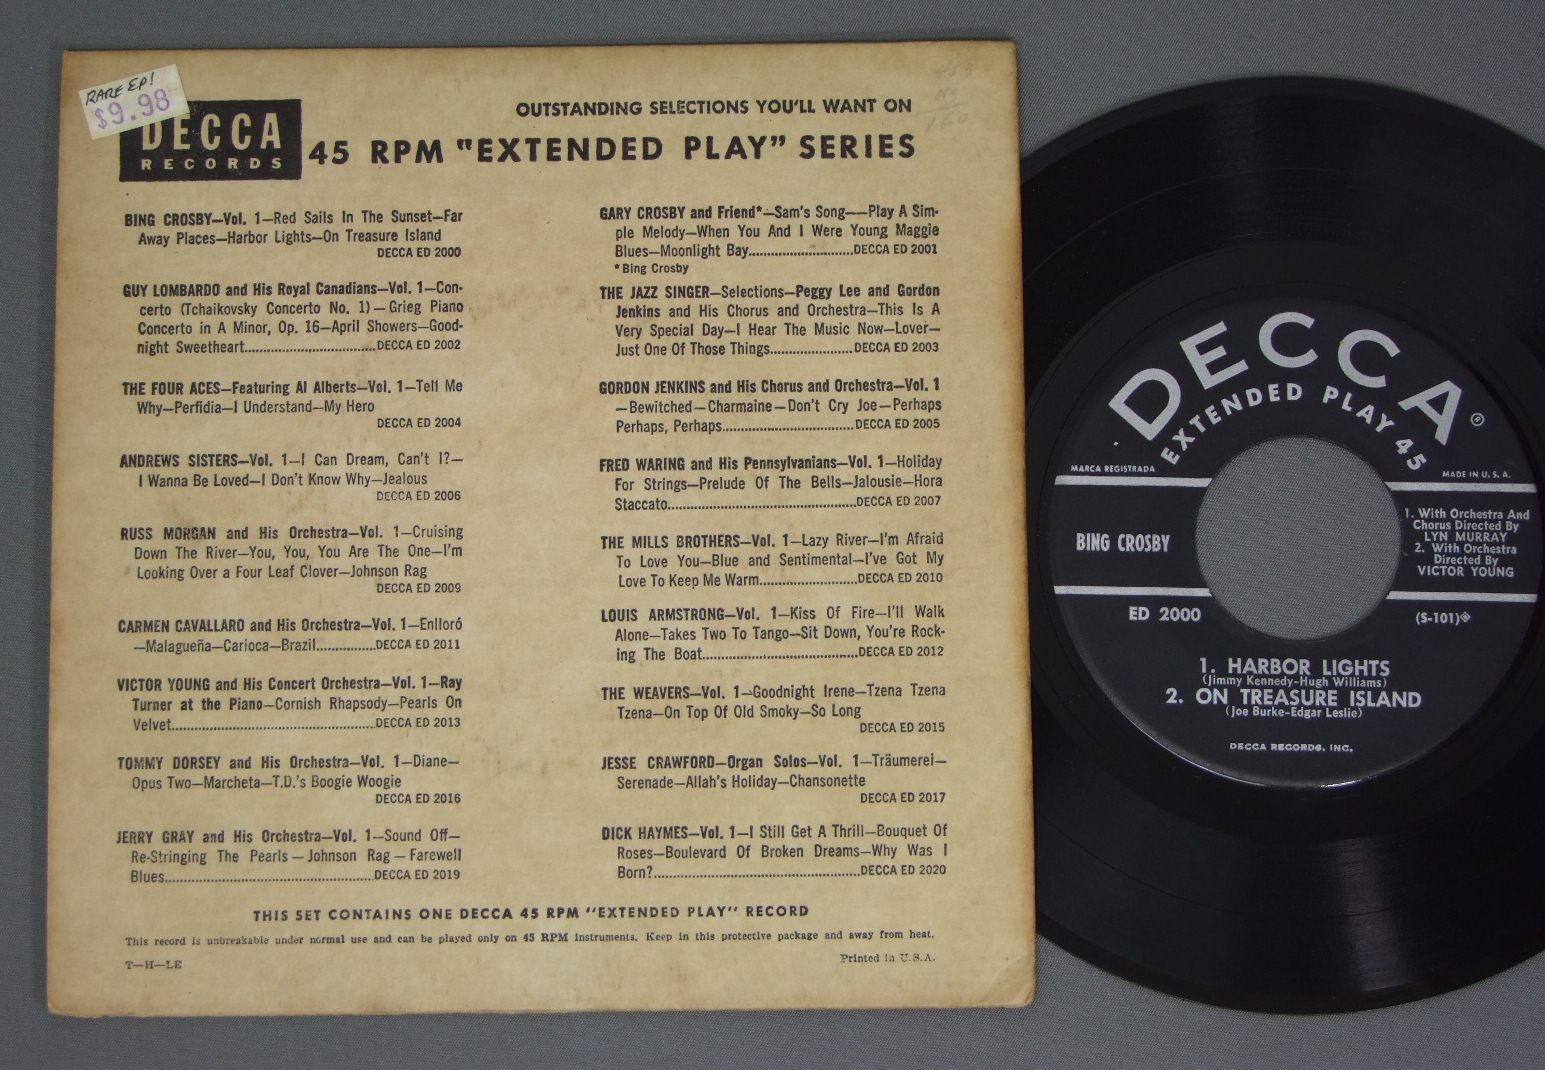 RARE EP!
$9.98
DECCA
RECORDS
OUTSTANDING SELECTIONS YOU'LL WANT ON
45 RPM "EXTENDED PLAY" SERIES
BING CROSBY—Vol. 1—Red Sails In The Sunset—Far
Away Places—Harbor Lights—On Treasure Island
DECCA ED 2000
GUY LOMBARDO and His Royal Canadians—Vol. 1—Con-
certo (Tchaikovsky Concerto No. 1)—Grieg Piano
Concerto in A Minor, Op. 16—April Showers—Good-
night Sweetheart....................................DECCA ED 2002
THE FOUR ACES—Featuring Al Alberts—Vol. 1—Tell Me
Why—Perfidia—I Understand—My Hero
DECCA ED 2004
ANDREWS SISTERS—Vol. 1—I Can Dream, Can't I?—
I Wanna Be Loved—I Don't Know Why—Jealous
DECCA ED 2006
RUSS MORGAN and His Orchestra—Vol. 1—Cruising
Down The River—You, You, You Are The One—I'm
Looking Over a Four Leaf Clover—Johnson Rag
DECCA ED 2009
CARMEN CAVALLARO and His Orchestra—Vol. 1—Enlloró
—Malagueña—Carioca—Brazil................DECCA ED 2011
VICTOR YOUNG and His Concert Orchestra—Vol. 1—Ray
Turner at the Piano—Cornish Rhapsody—Pearls On
Velvet........................................................DECCA ED 2013
TOMMY DORSEY and His Orchestra—Vol. 1—Diane—
Opus Two—Marcheta—T.D.'s Boogie Woogie
DECCA ED 2016
JERRY GRAY and His Orchestra—Vol. 1—Sound Off—
Re-Stringing The Pearls—Johnson Rag—Farewell
Blues..........................................................DECCA ED 2019
GARY CROSBY and Friend*—Sam's Song——Play A Sim-
ple Melody—When You And I Were Young Maggie
Blues—Moonlight Bay............................DECCA ED 2001
*Bing Crosby
THE JAZZ SINGER—Selections—Peggy Lee and Gordon
Jenkins and His Chorus and Orchestra—This Is A
Very Special Day—I Hear The Music Now—Lover—
Just One Of Those Things.......................DECCA ED 2003
GORDON JENKINS and His Chorus and Orchestra—Vol. 1
—Bewitched—Charmaine—Don't Cry Joe—Perhaps
Perhaps, Perhaps....................................DECCA ED 2005
FRED WARING and His Pennsylvanians—Vol. 1—Holiday
For Strings—Prelude Of The Bells—Jalousie—Hora
Staccato....................................................DECCA ED 2007
THE MILLS BROTHERS—Vol. 1—Lazy River—I'm Afraid
To Love You—Blue and Sentimental—I've Got My
Love To Keep Me Warm...........................DECCA ED 2010
LOUIS ARMSTRONG—Vol. 1—Kiss Of Fire—I'll Walk
Alone—Takes Two To Tango—Sit Down, You're Rock-
ing The Boat...........................................DECCA ED 2012
THE WEAVERS—Vol. 1—Goodnight Irene—Tzena Tzena
Tzena—On Top Of Old Smoky—So Long
DECCA ED 2015
JESSE CRAWFORD—Organ Solos—Vol. 1—Träumerei—
Serenade—Allah's Holiday—Chansonette
DECCA ED 2017
DICK HAYMES—Vol. 1—I Still Get A Thrill—Bouquet Of
Roses—Boulevard Of Broken Dreams—Why Was I
Born?.........................................................DECCA ED 2020
THIS SET CONTAINS ONE DECCA 45 RPM "EXTENDED PLAY" RECORD
This record is unbreakable under normal use and can be played only on 45 RPM instruments. Keep in this protective package and away from heat.
T—H—LE
Printed in U.S.A.
DECCA®
EXTENDED PLAY 45
MARCA REGISTRADA
MADE IN U.S.A.
BING CROSBY
1. With Orchestra And
Chorus Directed By
LYN MURRAY
2. With Orchestra
Directed By
VICTOR YOUNG
ED 2000
(S-101)
1. HARBOR LIGHTS
(Jimmy Kennedy-Hugh Williams)
2. ON TREASURE ISLAND
(Joe Burke-Edgar Leslie)
DECCA RECORDS, INC.